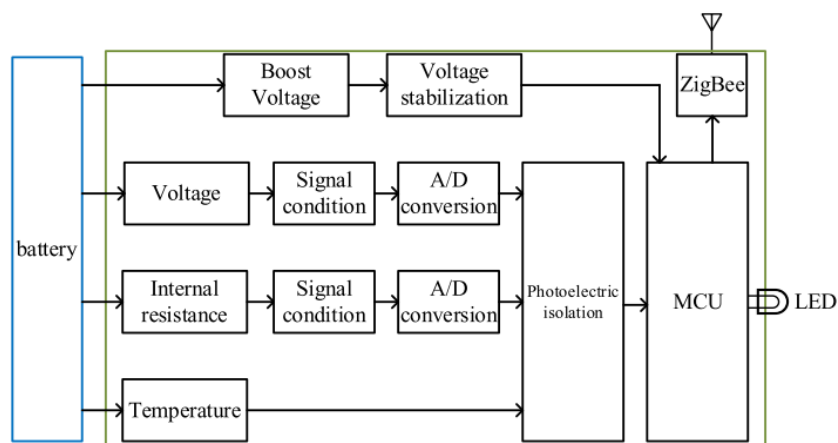 Boost
Voltage
Voltage
stabilization
ZigBee
battery
Voltage
Signal
condition
A/D
conversion
Internal
resistance
Signal
condition
A/D
conversion
Photoelectric
isolation
MCU
LED
Temperature